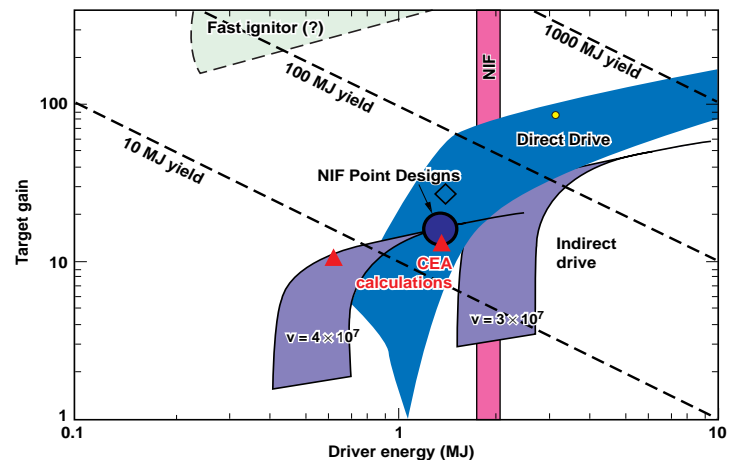 Fast ignitor (?)
1000 MJ yield
NIF
100 MJ yield
100
Direct Drive
10 MJ yield
NIF Point Designs
Target gain
Indirect
drive
10
CEA
calculations
v = 3 × 10⁷
v = 4 × 10⁷
1
0.1
1
10
Driver energy (MJ)